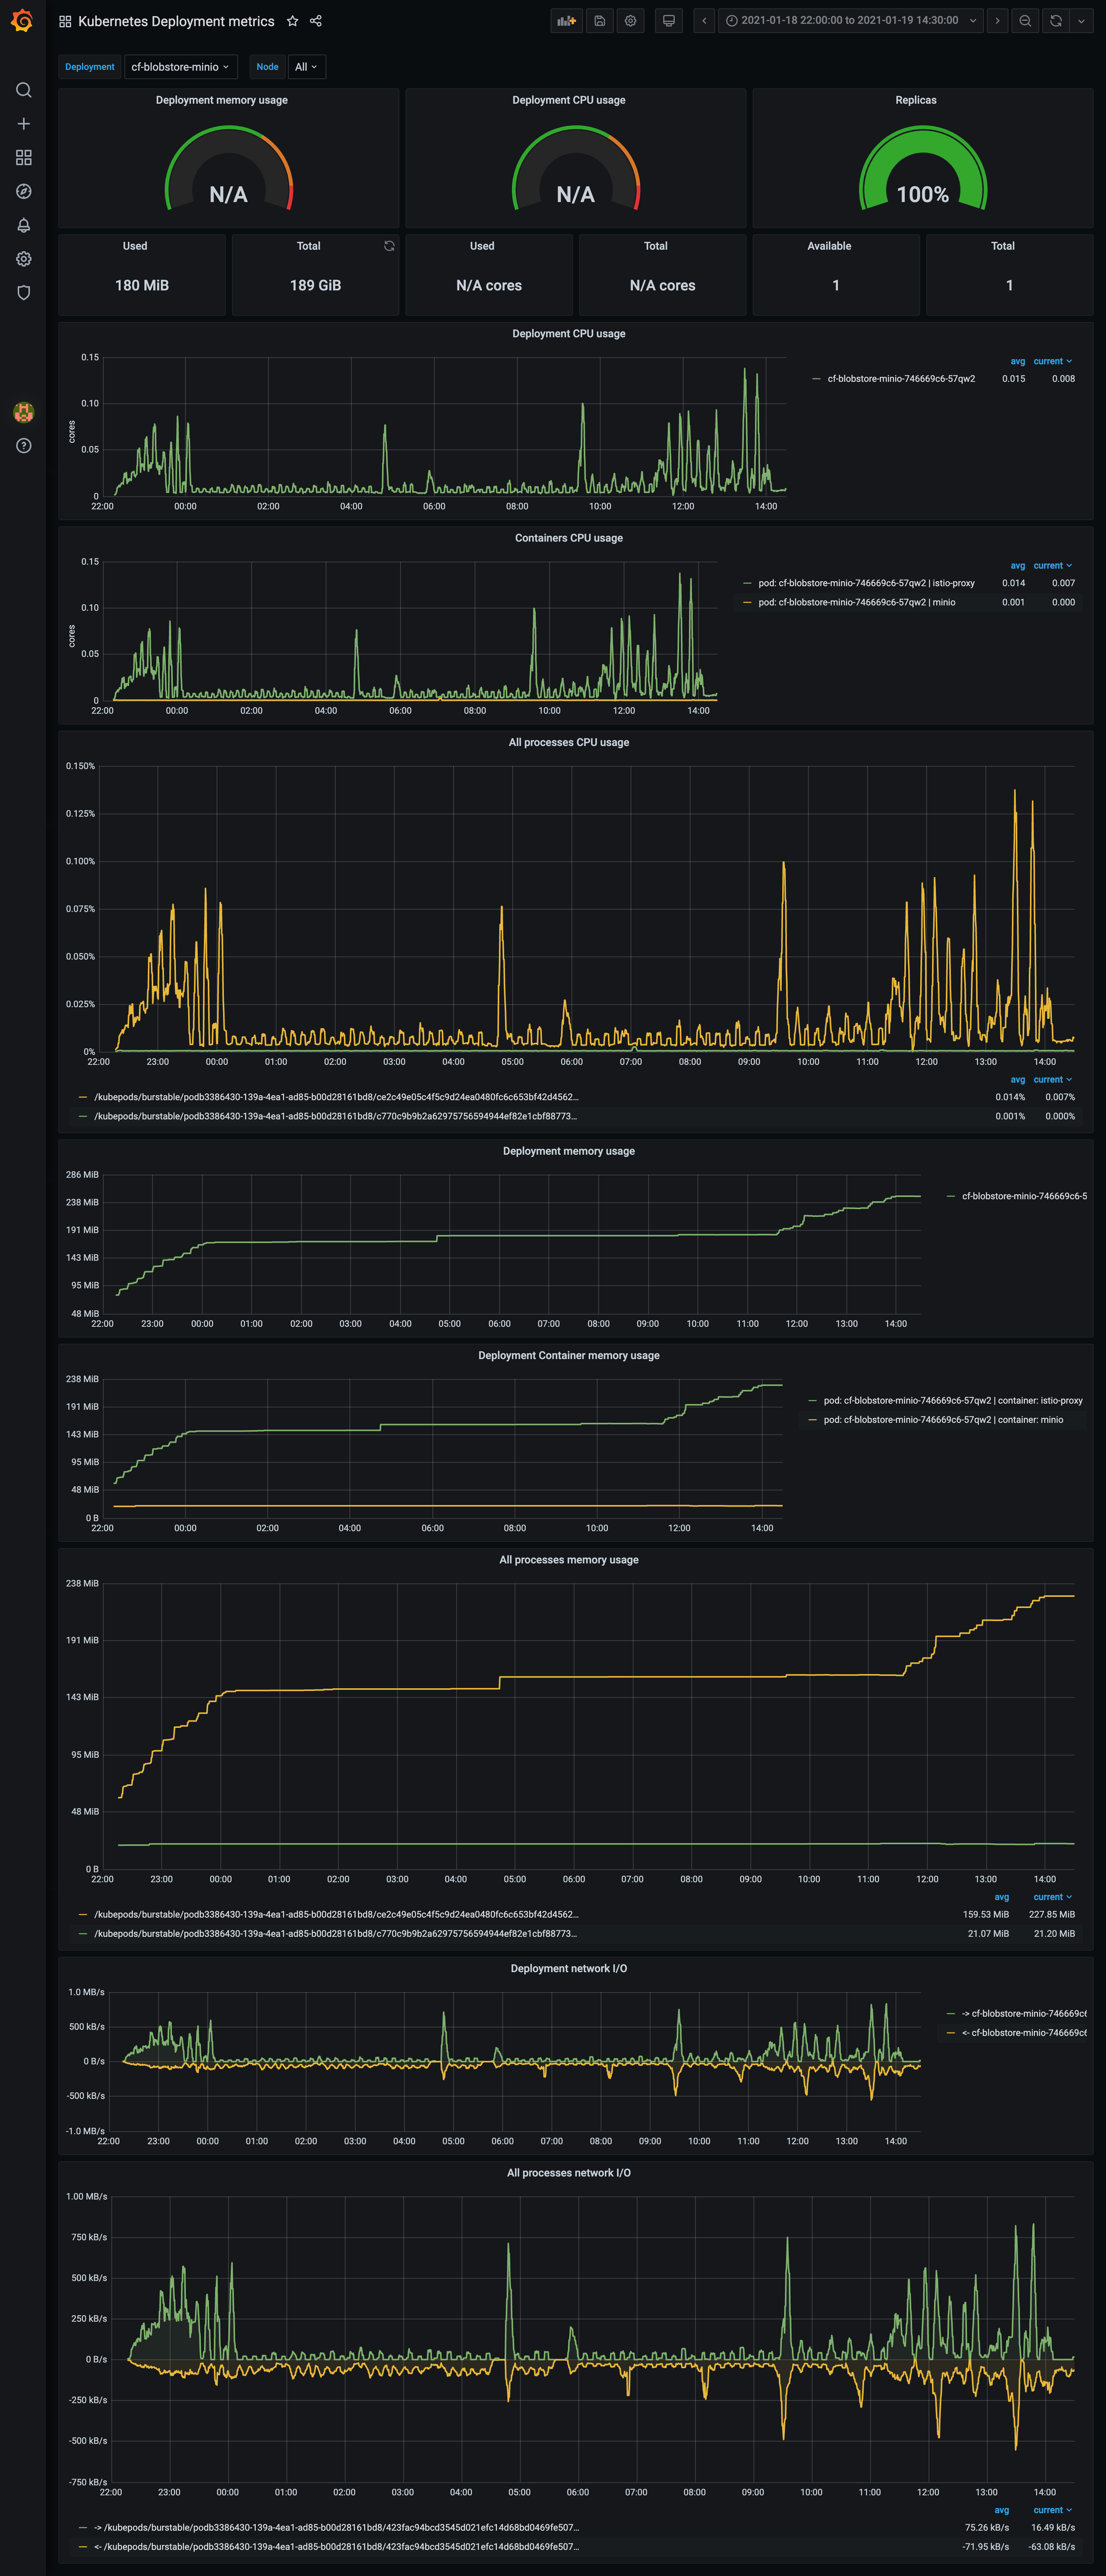 Kubernetes Deployment metrics
2021-01-18 22:00:00 to 2021-01-19 14:30:00
Deployment cf-blobstore-minio Node All
Deployment memory usage
N/A
Deployment CPU usage
N/A
Replicas
100%
Used
180 MiB
Total
189 GiB
Used
N/A cores
Total
N/A cores
Available
1
Total
1
Deployment CPU usage
0.15
0.10
0.05
0
cores
22:00 00:00 02:00 04:00 06:00 08:00 10:00 12:00 14:00
avg current
cf-blobstore-minio-746669c6-57qw2 0.015 0.008
Containers CPU usage
0.15
0.10
0.05
0
cores
22:00 00:00 02:00 04:00 06:00 08:00 10:00 12:00 14:00
avg current
pod: cf-blobstore-minio-746669c6-57qw2 | istio-proxy 0.014 0.007
pod: cf-blobstore-minio-746669c6-57qw2 | minio 0.001 0.000
All processes CPU usage
0.150%
0.125%
0.100%
0.075%
0.050%
0.025%
0%
22:00 23:00 00:00 01:00 02:00 03:00 04:00 05:00 06:00 07:00 08:00 09:00 10:00 11:00 12:00 13:00 14:00
avg current
/kubepods/burstable/podb3386430-139a-4ea1-ad85-b00d28161bd8/ce2c49e05c4f5c9d24ea0480fc6c653bf42d4562… 0.014% 0.007%
/kubepods/burstable/podb3386430-139a-4ea1-ad85-b00d28161bd8/c770c9b9b2a62975756594944ef82e1cbf88773… 0.001% 0.000%
Deployment memory usage
286 MiB
238 MiB
191 MiB
143 MiB
95 MiB
48 MiB
22:00 23:00 00:00 01:00 02:00 03:00 04:00 05:00 06:00 07:00 08:00 09:00 10:00 11:00 12:00 13:00 14:00
cf-blobstore-minio-746669c6-5
Deployment Container memory usage
238 MiB
191 MiB
143 MiB
95 MiB
48 MiB
0 B
22:00 00:00 02:00 04:00 06:00 08:00 10:00 12:00 14:00
pod: cf-blobstore-minio-746669c6-57qw2 | container: istio-proxy
pod: cf-blobstore-minio-746669c6-57qw2 | container: minio
All processes memory usage
238 MiB
191 MiB
143 MiB
95 MiB
48 MiB
0 B
22:00 23:00 00:00 01:00 02:00 03:00 04:00 05:00 06:00 07:00 08:00 09:00 10:00 11:00 12:00 13:00 14:00
avg current
/kubepods/burstable/podb3386430-139a-4ea1-ad85-b00d28161bd8/ce2c49e05c4f5c9d24ea0480fc6c653bf42d4562… 159.53 MiB 227.85 MiB
/kubepods/burstable/podb3386430-139a-4ea1-ad85-b00d28161bd8/c770c9b9b2a62975756594944ef82e1cbf88773… 21.07 MiB 21.20 MiB
Deployment network I/O
1.0 MB/s
500 kB/s
0 B/s
-500 kB/s
-1.0 MB/s
22:00 23:00 00:00 01:00 02:00 03:00 04:00 05:00 06:00 07:00 08:00 09:00 10:00 11:00 12:00 13:00 14:00
-> cf-blobstore-minio-746669c6
<- cf-blobstore-minio-746669c6
All processes network I/O
1.00 MB/s
750 kB/s
500 kB/s
250 kB/s
0 B/s
-250 kB/s
-500 kB/s
-750 kB/s
22:00 23:00 00:00 01:00 02:00 03:00 04:00 05:00 06:00 07:00 08:00 09:00 10:00 11:00 12:00 13:00 14:00
avg current
-> /kubepods/burstable/podb3386430-139a-4ea1-ad85-b00d28161bd8/423fac94bcd3545d021efc14d68bd0469fe507… 75.26 kB/s 16.49 kB/s
<- /kubepods/burstable/podb3386430-139a-4ea1-ad85-b00d28161bd8/423fac94bcd3545d021efc14d68bd0469fe507… -71.95 kB/s -63.08 kB/s